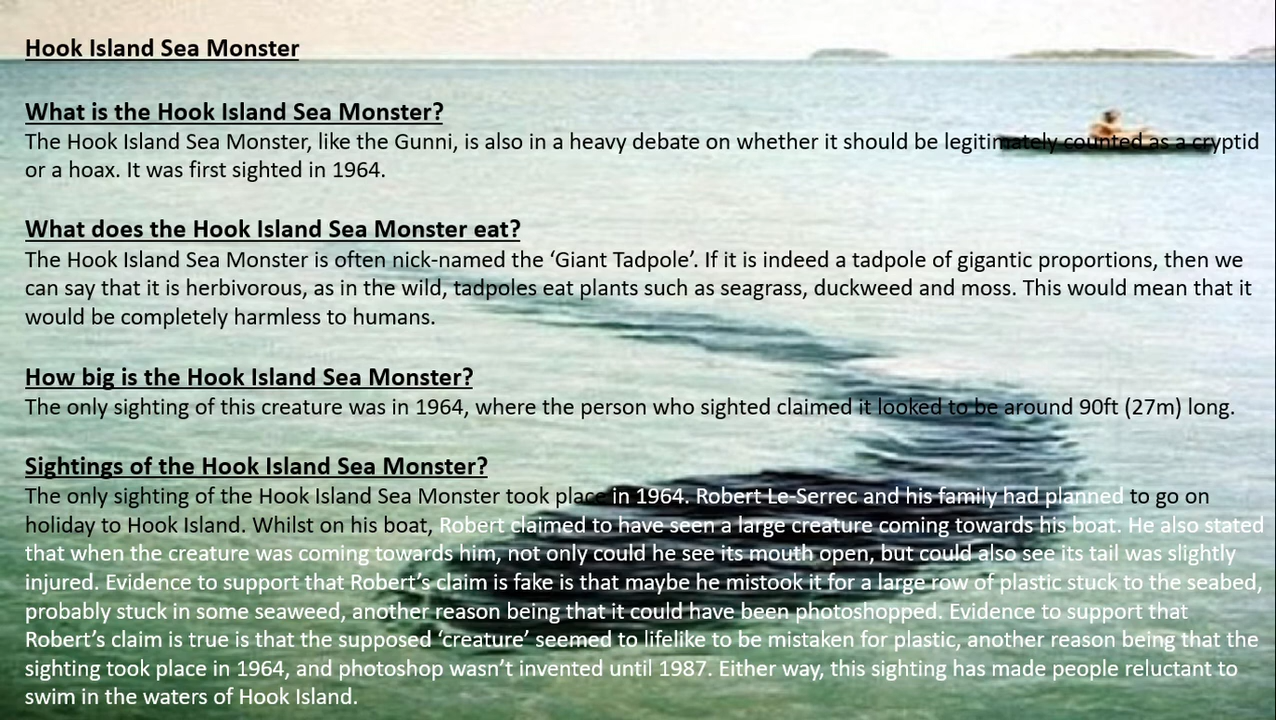 Hook Island Sea Monster
What is the Hook Island Sea Monster?
The Hook Island Sea Monster, like the Gunni, is also in a heavy debate on whether it should be legitimately counted as a cryptid
or a hoax. It was first sighted in 1964.
What does the Hook Island Sea Monster eat?
The Hook Island Sea Monster is often nick-named the ‘Giant Tadpole’. If it is indeed a tadpole of gigantic proportions, then we
can say that it is herbivorous, as in the wild, tadpoles eat plants such as seagrass, duckweed and moss. This would mean that it
would be completely harmless to humans.
How big is the Hook Island Sea Monster?
The only sighting of this creature was in 1964, where the person who sighted claimed it looked to be around 90ft (27m) long.
Sightings of the Hook Island Sea Monster?
The only sighting of the Hook Island Sea Monster took place in 1964. Robert Le-Serrec and his family had planned to go on
holiday to Hook Island. Whilst on his boat, Robert claimed to have seen a large creature coming towards his boat. He also stated
that when the creature was coming towards him, not only could he see its mouth open, but could also see its tail was slightly
injured. Evidence to support that Robert’s claim is fake is that maybe he mistook it for a large row of plastic stuck to the seabed,
probably stuck in some seaweed, another reason being that it could have been photoshopped. Evidence to support that
Robert’s claim is true is that the supposed ‘creature’ seemed to lifelike to be mistaken for plastic, another reason being that the
sighting took place in 1964, and photoshop wasn’t invented until 1987. Either way, this sighting has made people reluctant to
swim in the waters of Hook Island.